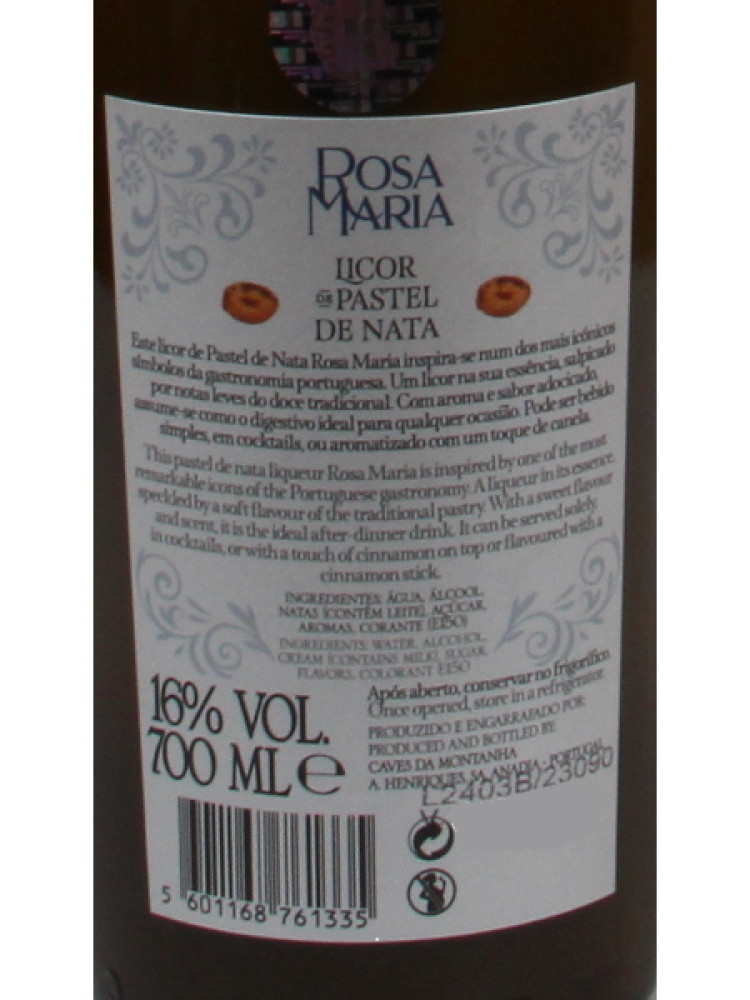 ROSA
MARIA
LICOR
DE PASTEL
DE NATA
Este licor de Pastel de Nata Rosa Maria inspira-se num dos mais icónicos
símbolos da gastronomia portuguesa. Um licor na sua essência, salpicado
por notas leves do doce tradicional. Com aroma e sabor adocicado,
assume-se como o digestivo ideal para qualquer ocasião. Pode ser bebido
simples, em cocktails, ou aromatizado com um toque de canela.
This pastel de nata liqueur Rosa Maria is inspired by one of the most
remarkable icons of the Portuguese gastronomy. A liqueur in its essence,
speckled by a soft flavour of the traditional pastry. With a sweet flavour
and scent, it is the ideal after-dinner drink. It can be served solely,
in cocktails, or with a touch of cinnamon on top or flavoured with a
cinnamon stick.
INGREDIENTES: ÁGUA, ÁLCOOL,
NATAS (CONTÉM LEITE), AÇÚCAR,
AROMAS, CORANTE (E150)
INGREDIENTS: WATER, ALCOHOL,
CREAM (CONTAINS MILK), SUGAR,
FLAVORS, COLORANT E150
16% VOL.
700 ML e
Após aberto, conservar no frigorífico.
Once opened, store in a refrigerator.
PRODUZIDO E ENGARRAFADO POR
PRODUCED AND BOTTLED BY
CAVES DA MONTANHA
A. HENRIQUES, SA, ANADIA - PORTUGAL
L2403B/23090
5 601168 761335